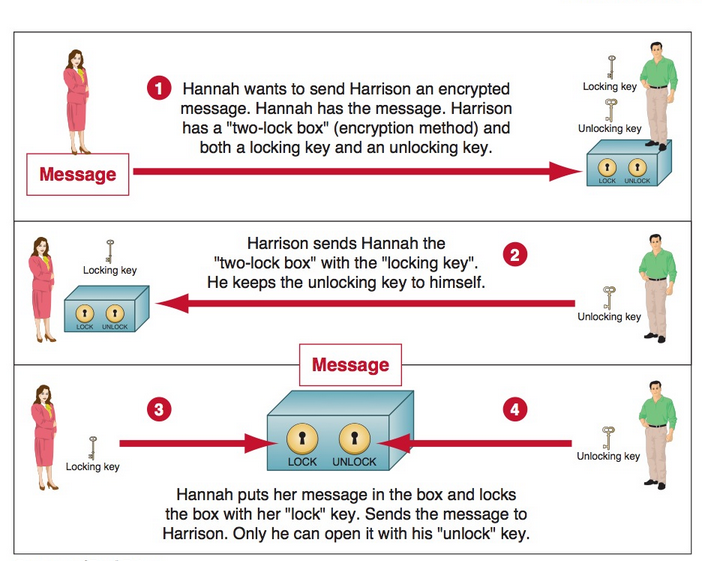 1
Hannah wants to send Harrison an encrypted
message. Hannah has the message. Harrison
has a "two-lock box" (encryption method) and
both a locking key and an unlocking key.
Locking key
Unlocking key
Message
LOCK UNLOCK
Harrison sends Hannah the
"two-lock box" with the "locking key".
He keeps the unlocking key to himself.
2
Locking key
LOCK UNLOCK
Unlocking key
Message
3
4
Locking key
LOCK UNLOCK
Unlocking key
Hannah puts her message in the box and locks
the box with her "lock" key. Sends the message to
Harrison. Only he can open it with his "unlock" key.